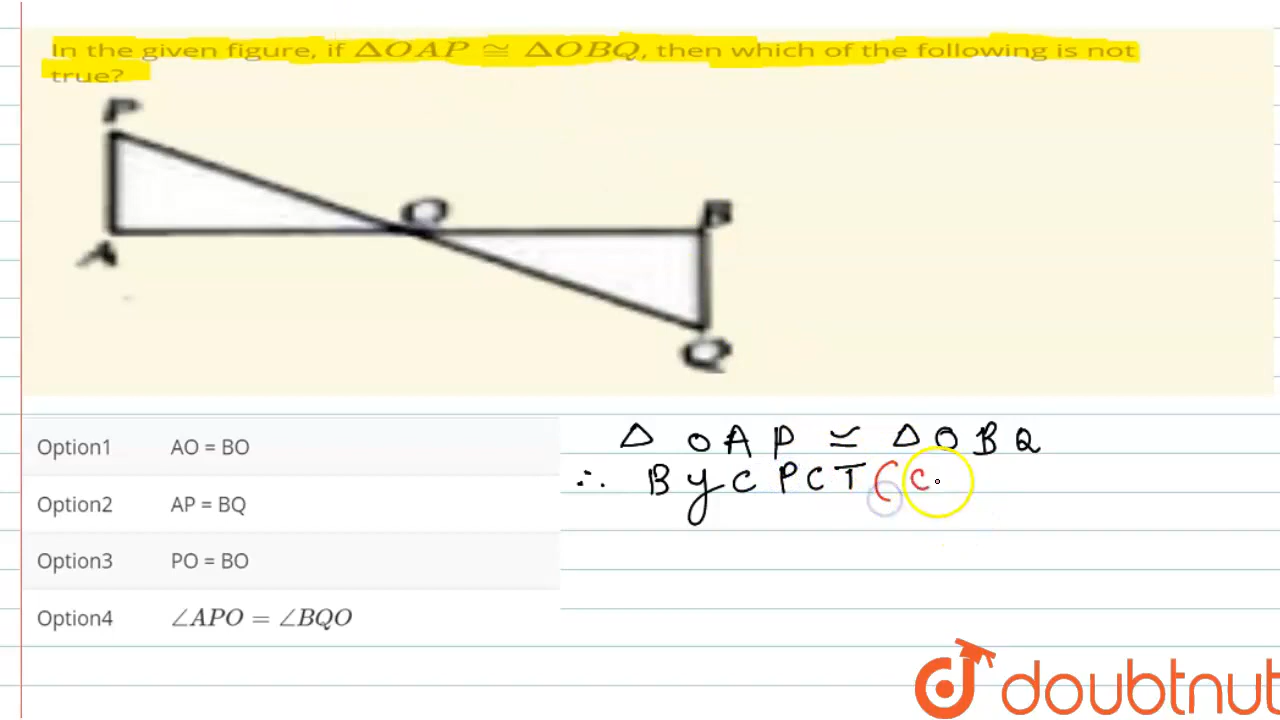 In the given figure, if ΔOAP ≅ ΔOBQ, then which of the following is not
true?
P
O
B
A
Q
Option1 AO = BO
Option2 AP = BQ
Option3 PO = BO
Option4 ∠APO = ∠BQO
Δ OAP ≅ Δ OBQ
∴ By CPCT (C
doubtnut